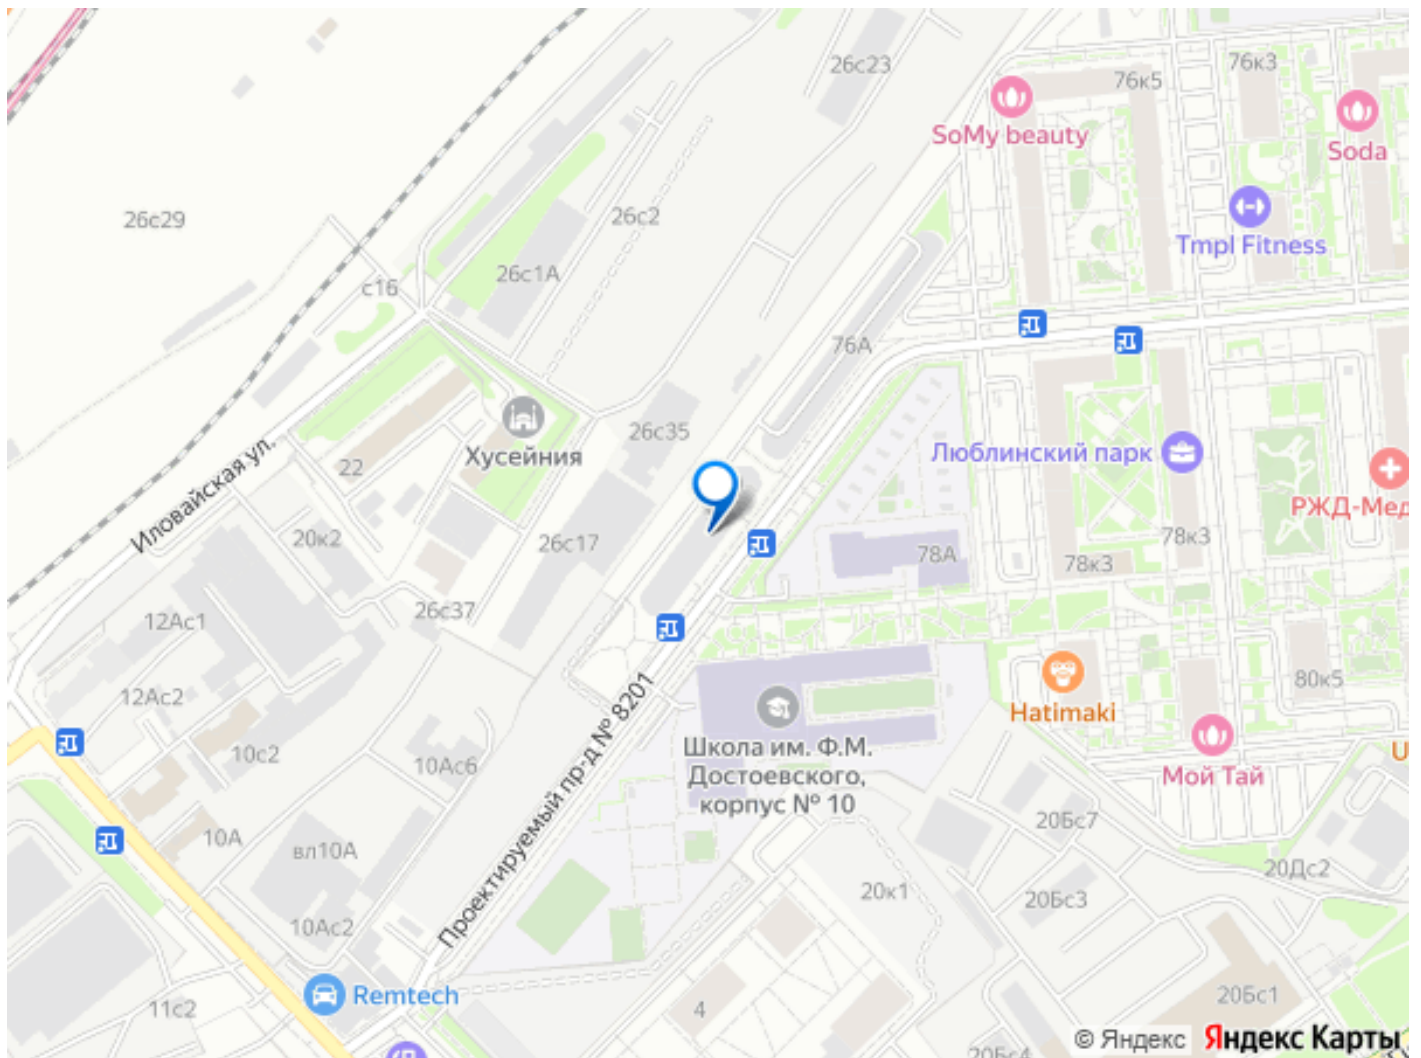 26с23
76к5
76к3
SoMy beauty
Soda
26с2
26с29
Tmpl Fitness
26с1А
с16
76А
26с35
Хусейния
Люблинский парк
22
Иловайская ул.
РЖД-Мед
20к2
26с17
78А
78к3
78к3
26с37
12Ас1
12Ас2
80к5
Hatimaki
10с2
10Ас6
Проектируемый пр-д № 8201
Школа им. Ф.М.
Достоевского,
корпус № 10
Мой Тай
U
10А
вл10А
20Бс7
20Дс2
20к1
20Бс3
10Ас2
Remtech
11с2
4
20Бс1
20Бс4
© Яндекс Яндекс Карты